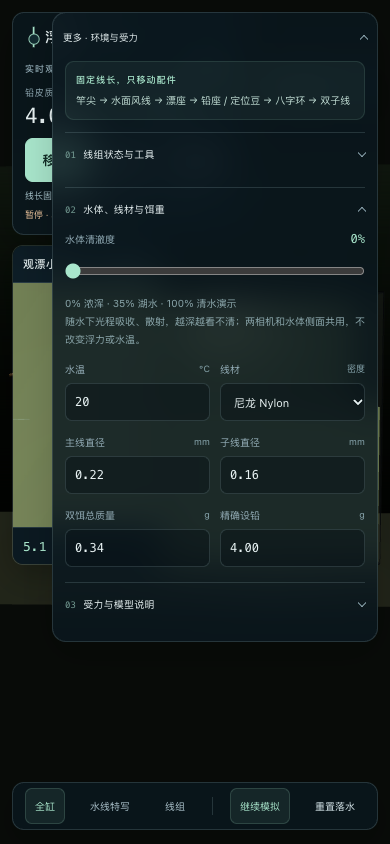 浮
更多 · 环境与受力
实时观
铅皮质
4.0
移
线长固
暂停 ·
固定线长，只移动配件
竿尖 → 水面风线 → 漂座 → 铅座 / 定位豆 → 八字环 → 双子线
01 线组状态与工具
02 水体、线材与饵重
水体清澈度 0%
0% 浓浑 · 35% 湖水 · 100% 清水演示
随水下光程吸收、散射，越深越看不清；两相机和水体侧面共用，不
改变浮力或水温。
水温 °C 线材 密度
20 尼龙 Nylon
主线直径 mm 子线直径 mm
0.22 0.16
双饵总质量 g 精确设铅 g
0.34 4.00
03 受力与模型说明
观漂小
5.1
全缸 水线特写 线组 继续模拟 重置落水